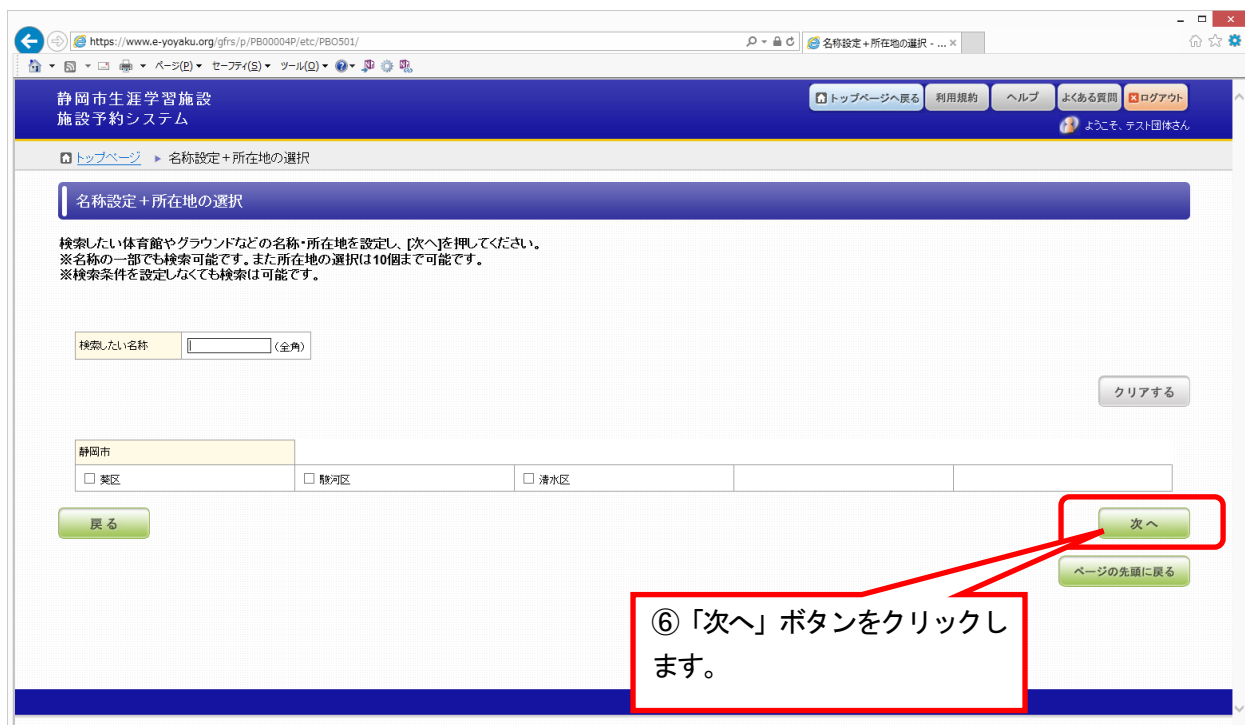 https://www.e-yoyaku.org/gfrs/p/PB00004P/etc/PBO501/
名称設定+所在地の選択 - ...
ページ(P) セーフティ(S) ツール(O)
静岡市生涯学習施設
施設予約システム
トップページへ戻る 利用規約 ヘルプ よくある質問 ログアウト
ようこそ、テスト団体さん
トップページ ▶ 名称設定+所在地の選択
名称設定+所在地の選択
検索したい体育館やグラウンドなどの名称・所在地を設定し、[次へ]を押してください。
※名称の一部でも検索可能です。また所在地の選択は10個まで可能です。
※検索条件を設定しなくても検索は可能です。
検索したい名称 (全角)
クリアする
静岡市
葵区 駿河区 清水区
戻る 次へ
ページの先頭に戻る
⑥「次へ」ボタンをクリックし
ます。